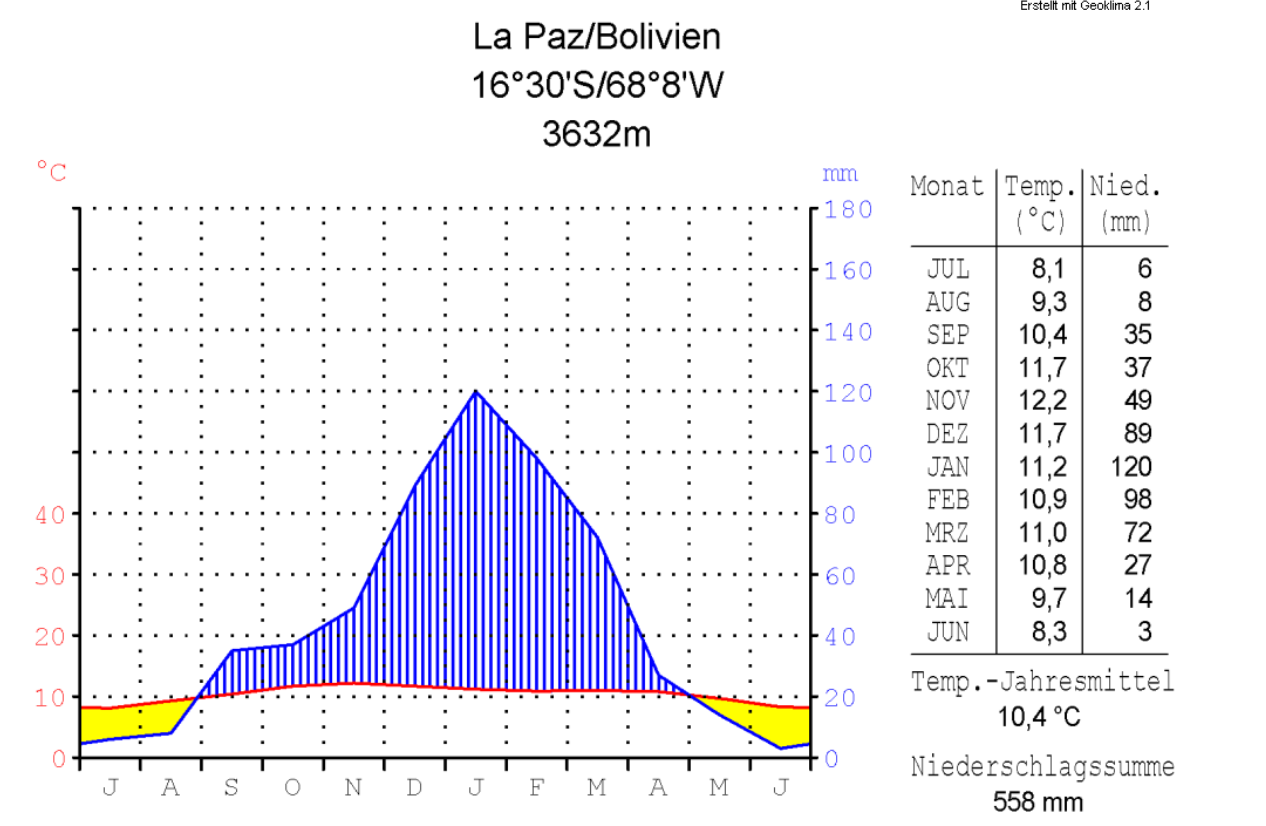 Erstellt mit Geoklima 2.1
La Paz/Bolivien
16°30'S/68°8'W
3632m
°C
mm
180
160
140
120
100
40 80
30 60
20 40
10 20
0 0
J A S O N D J F M A M J
Monat Temp. Nied.
(°C) (mm)
JUL 8,1 6
AUG 9,3 8
SEP 10,4 35
OKT 11,7 37
NOV 12,2 49
DEZ 11,7 89
JAN 11,2 120
FEB 10,9 98
MRZ 11,0 72
APR 10,8 27
MAI 9,7 14
JUN 8,3 3
Temp.-Jahresmittel
10,4 °C
Niederschlagssumme
558 mm